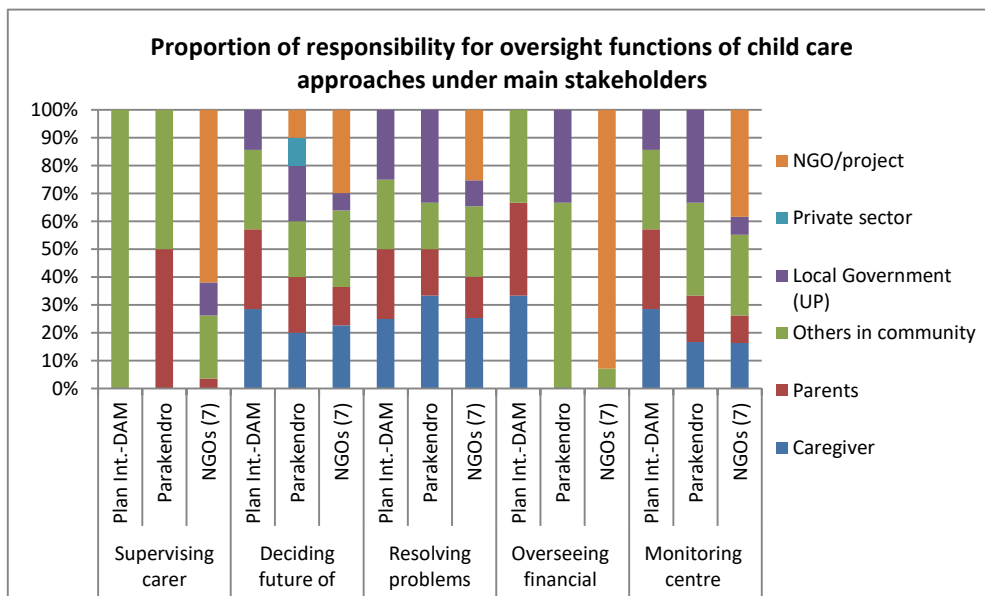 Proportion of responsibility for oversight functions of child care
approaches under main stakeholders
100%
90%
80%
70%
60%
50%
40%
30%
20%
10%
0%
NGO/project
Private sector
Local Government
(UP)
Others in community
Parents
Caregiver
Plan Int.-DAM
Parakendro
NGOs (7)
Plan Int.-DAM
Parakendro
NGOs (7)
Plan Int.-DAM
Parakendro
NGOs (7)
Plan Int.-DAM
Parakendro
NGOs (7)
Plan Int.-DAM
Parakendro
NGOs (7)
Supervising
carer
Deciding
future of
Resolving
problems
Overseeing
financial
Monitoring
centre